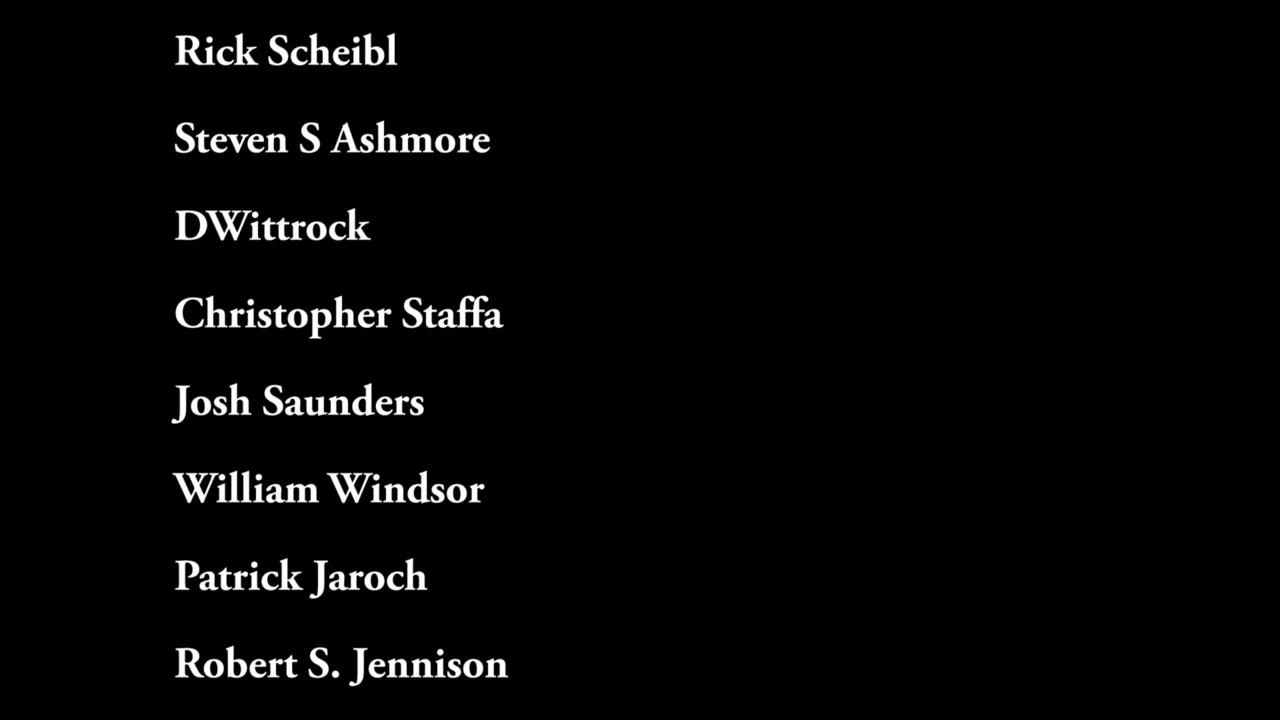 Rick Scheibl
Steven S Ashmore
DWittrock
Christopher Staffa
Josh Saunders
William Windsor
Patrick Jaroch
Robert S. Jennison